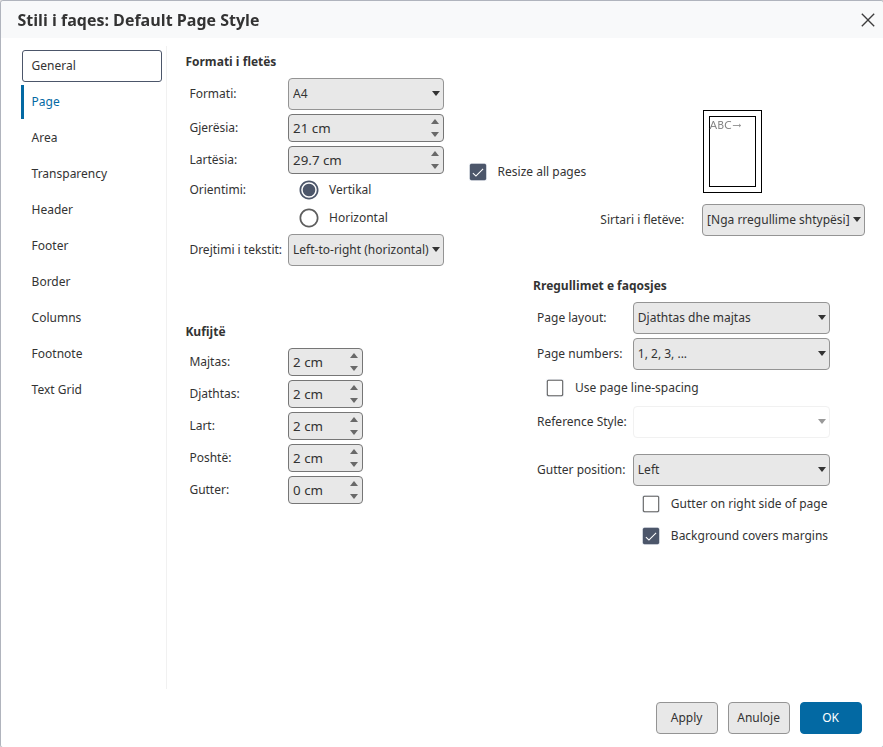 Stili i faqes: Default Page Style
General
Page
Area
Transparency
Header
Footer
Border
Columns
Footnote
Text Grid
Formati i fletës
Formati: A4
Gjerësia: 21 cm
Lartësia: 29.7 cm
Orientimi: Vertikal
Horizontal
Drejtimi i tekstit: Left-to-right (horizontal)
Resize all pages
ABC→
Sirtari i fletëve: [Nga rregullime shtypësi]
Kufijtë
Majtas: 2 cm
Djathtas: 2 cm
Lart: 2 cm
Poshtë: 2 cm
Gutter: 0 cm
Rregullimet e faqosjes
Page layout: Djahtas dhe majtas
Page numbers: 1, 2, 3, ...
Use page line-spacing
Reference Style:
Gutter position: Left
Gutter on right side of page
Background covers margins
Apply
Anuloje
OK